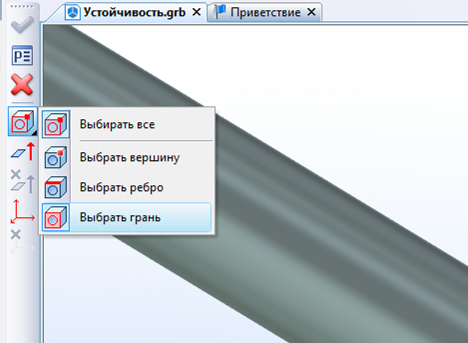 Устойчивость.grb
Приветствие
Выбирать все
Выбрать вершину
Выбрать ребро
Выбрать грань